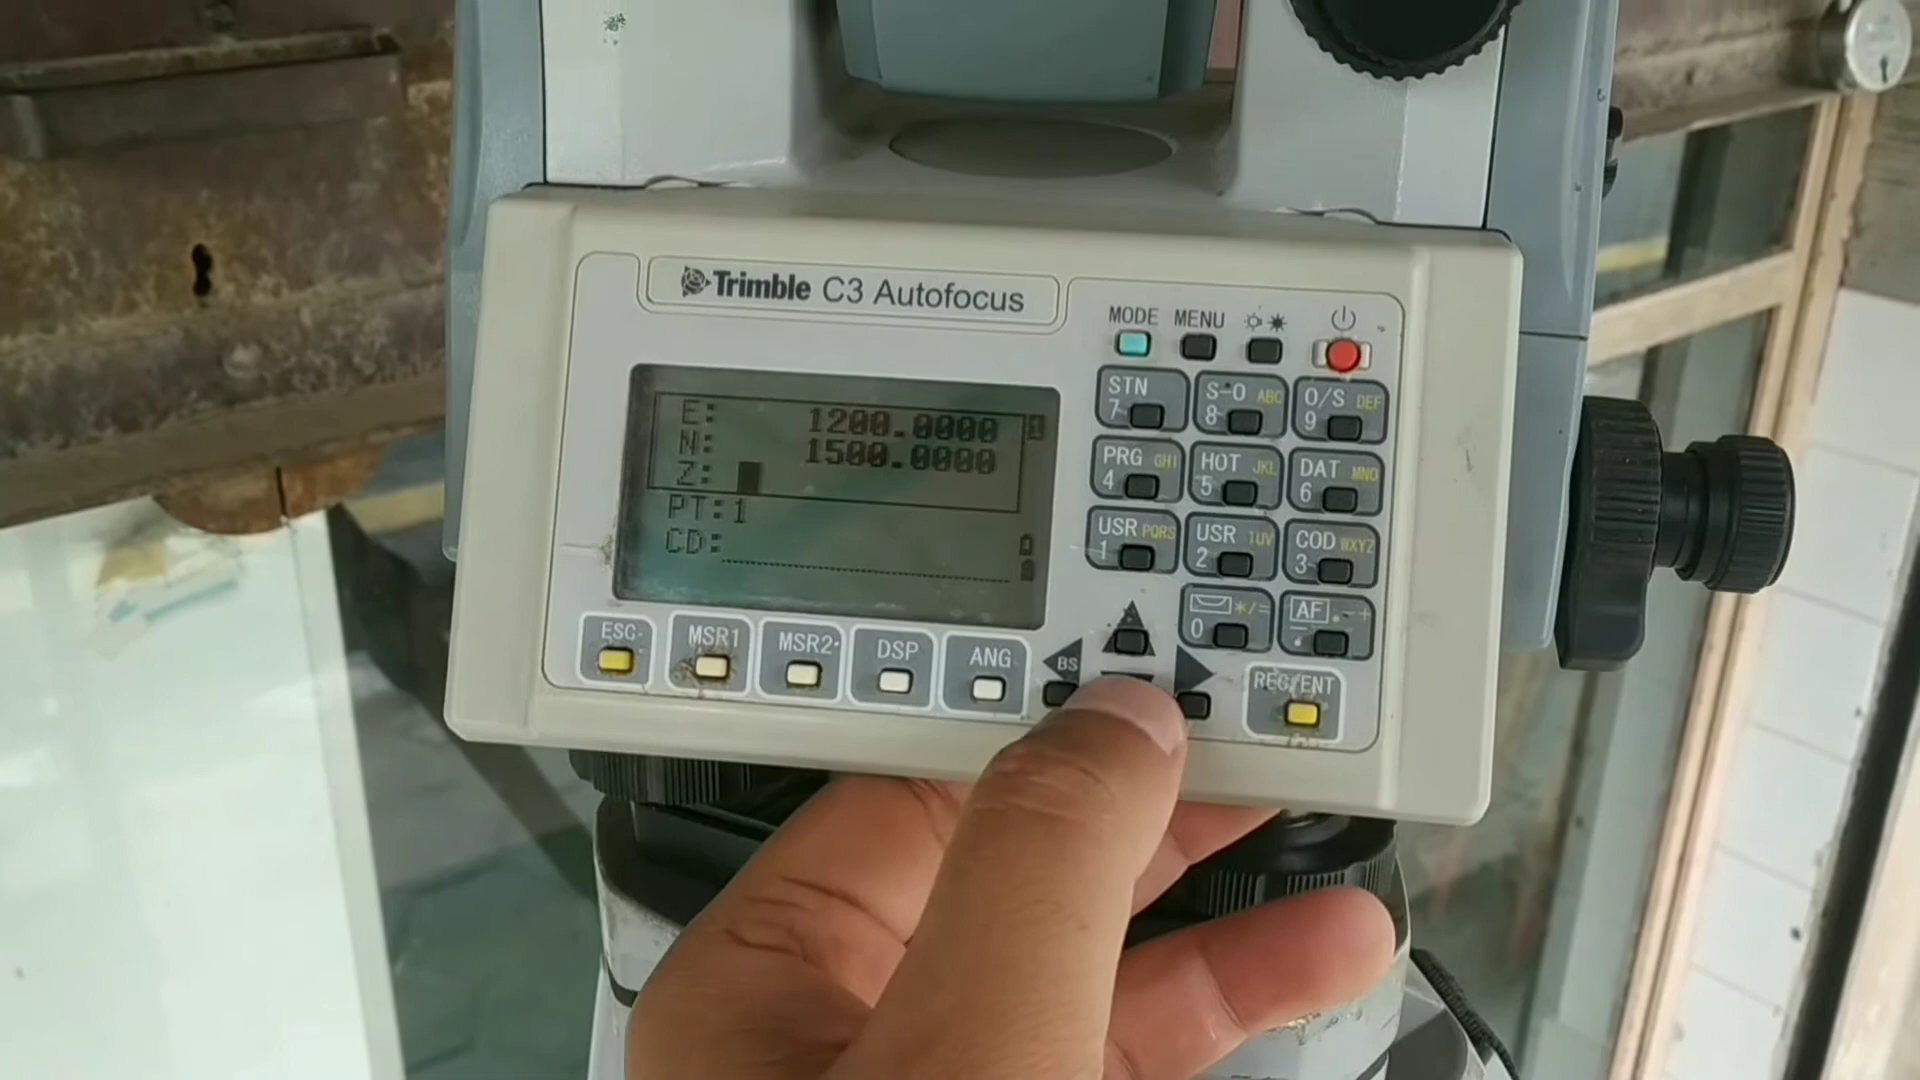 Trimble C3 Autofocus
MODE MENU
E: 1200.0000
N: 1500.0000
Z:
PT:1
CD:
STN
7
S-O ABC
8
O/S DEF
9
PRG GHI
4
HOT JKL
5
DAT MNO
6
USR PQRS
1
USR TUV
2
COD WXYZ
3
*/=
0
AF .-+
.
ESC
MSR1
MSR2
DSP
ANG
BS
REC/ENT